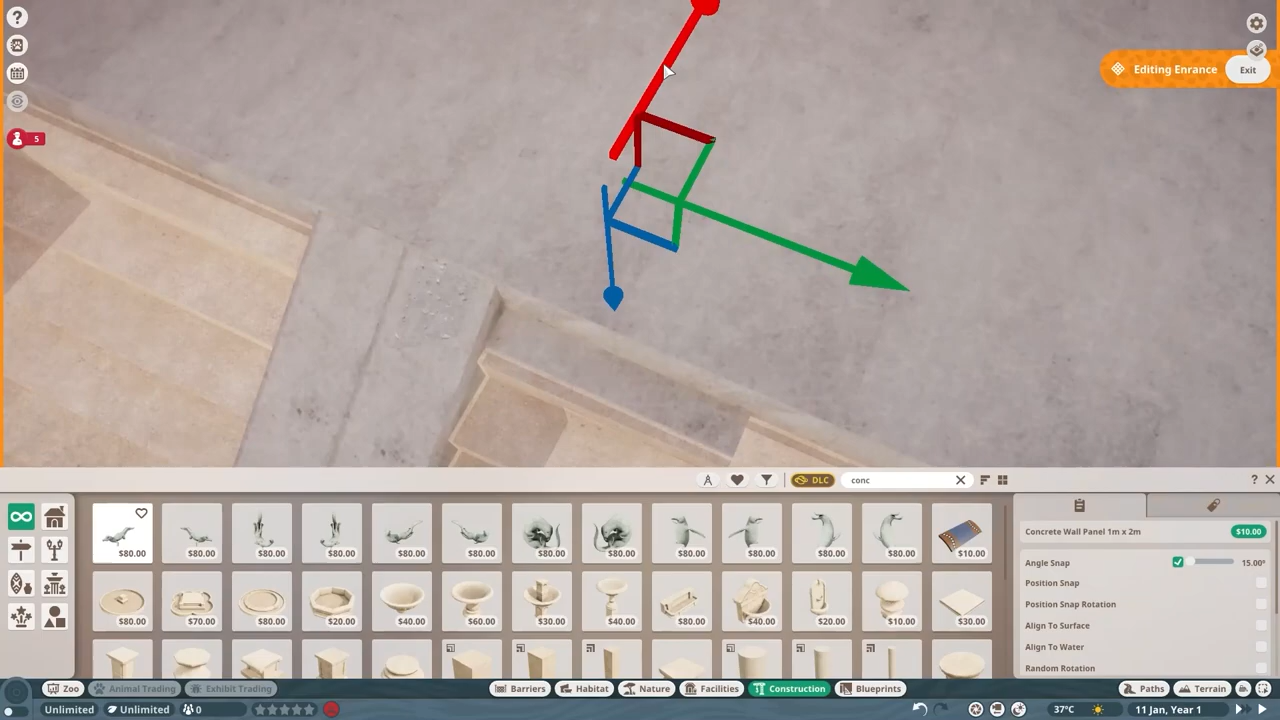 ?
Editing Enrance
Exit
5
DLC
conc
?
Concrete Wall Panel 1m x 2m
$10.00
Angle Snap
15.00°
Position Snap
Position Snap Rotation
Align To Surface
Align To Water
Random Rotation
$80.00
$80.00
$80.00
$80.00
$80.00
$80.00
$80.00
$80.00
$80.00
$80.00
$80.00
$80.00
$10.00
$80.00
$70.00
$80.00
$20.00
$40.00
$60.00
$30.00
$40.00
$80.00
$40.00
$20.00
$10.00
$30.00
Zoo
Animal Trading
Exhibit Trading
Barriers
Habitat
Nature
Facilities
Construction
Blueprints
Paths
Terrain
Unlimited
Unlimited
0
37°C
11 Jan, Year 1